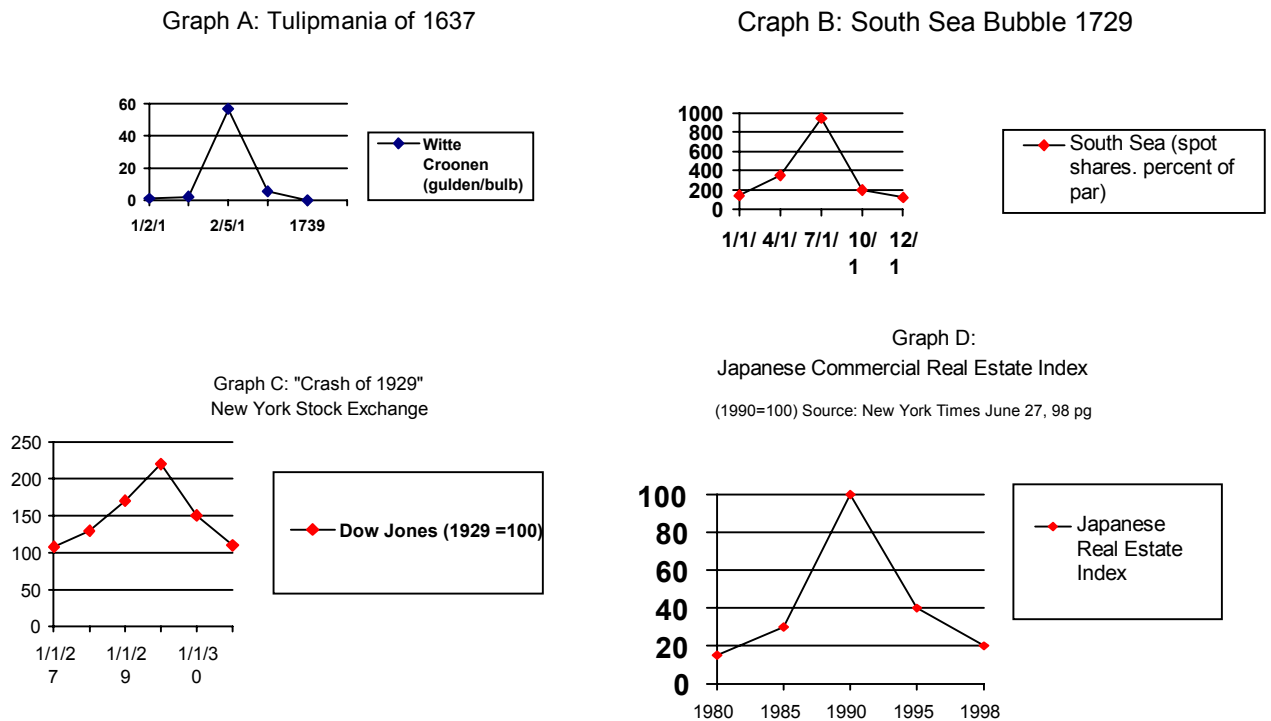 Graph A: Tulipmania of 1637
60
40
20
0
1/2/1 2/5/1 1739
Witte
Croonen
(gulden/bulb)
Craph B: South Sea Bubble 1729
1000
800
600
400
200
0
1/1/ 4/1/ 7/1/ 10/ 12/
1 1
South Sea (spot
shares. percent of
par)
Graph C: "Crash of 1929"
New York Stock Exchange
250
200
150
100
50
0
1/1/2 1/1/2 1/1/3
7 9 0
Dow Jones (1929 =100)
Graph D:
Japanese Commercial Real Estate Index
(1990=100) Source: New York Times June 27, 98 pg
100
80
60
40
20
0
1980 1985 1990 1995 1998
Japanese
Real Estate
Index